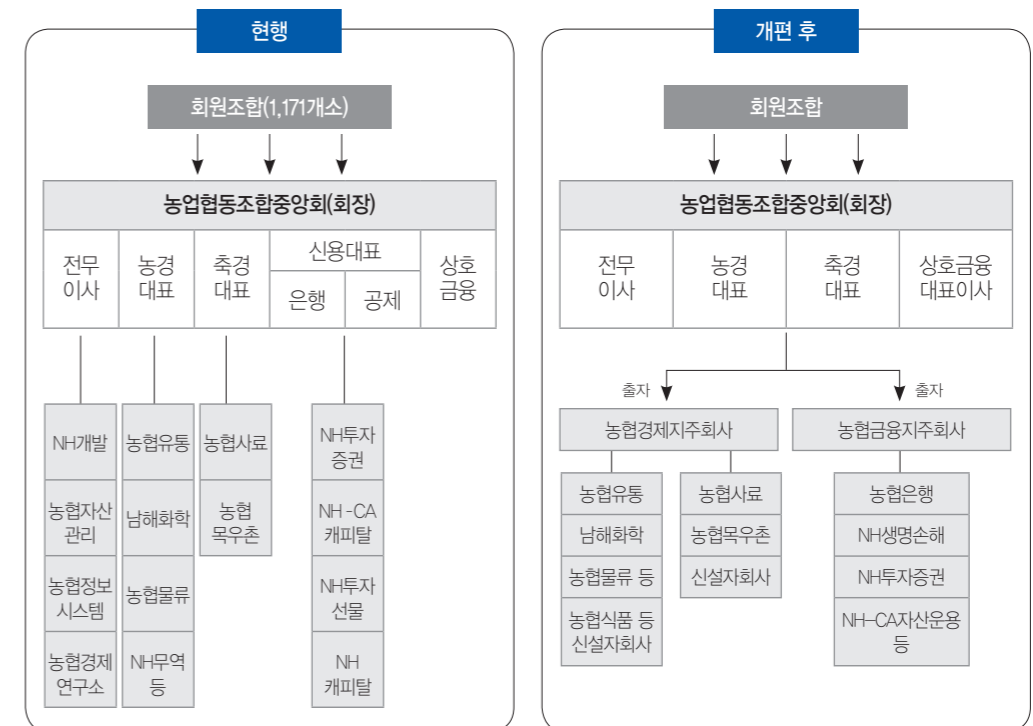 현행
회원조합(1,171개소)
농업협동조합중앙회(회장)
전무
이사
농경
대표
축경
대표
신용대표
은행
공제
상호
금융
NH개발
농협자산
관리
농협정보
시스템
농협경제
연구소
농협유통
남해화학
농협물류
NH무역
등
농협사료
농협
목우촌
NH투자
증권
NH-CA
캐피탈
NH투자
선물
NH
캐피탈
개편 후
회원조합
농업협동조합중앙회(회장)
전무
이사
농경
대표
축경
대표
상호금융
대표이사
출자
출자
농협경제지주회사
농협금융지주회사
농협유통
남해화학
농협물류 등
농협식품 등
신설자회사
농협사료
농협목우촌
신설자회사
농협은행
NH생명손해
NH투자증권
NH-CA자산운용
등